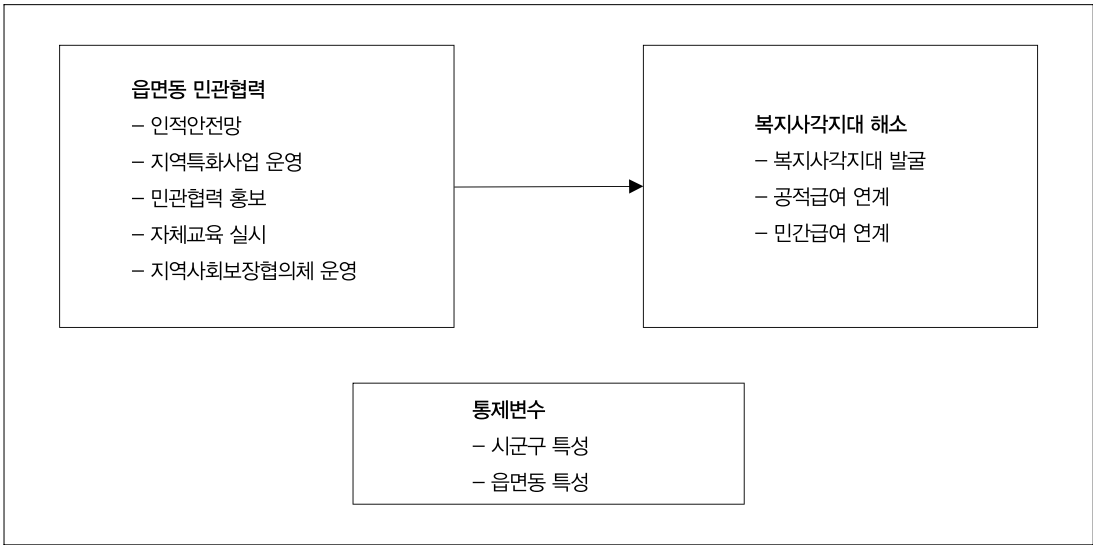 읍면동 민관협력
– 인적안전망
– 지역특화사업 운영
– 민관협력 홍보
– 자체교육 실시
– 지역사회보장협의체 운영
복지사각지대 해소
– 복지사각지대 발굴
– 공적급여 연계
– 민간급여 연계
통제변수
– 시군구 특성
– 읍면동 특성